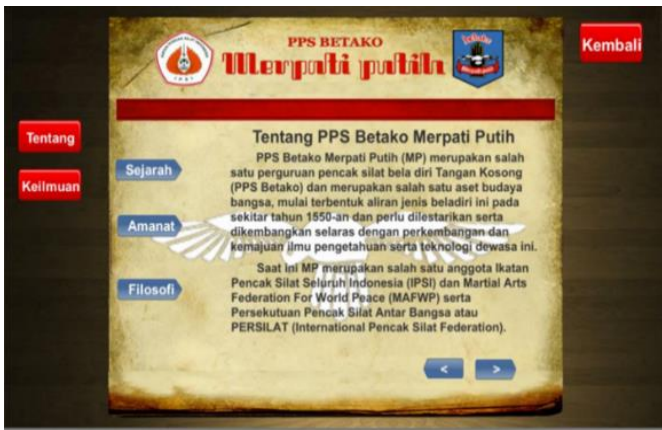 PPS BETAKO
Merpati putih
Kembali
Tentang
Keilmuan
Sejarah
Amanat
Filosofi
Tentang PPS Betako Merpati Putih
PPS Betako Merpati Putih (MP) merupakan salah
satu perguruan pencak silat bela diri Tangan Kosong
(PPS Betako) dan merupakan salah satu aset budaya
bangsa, mulai terbentuk aliran jenis beladiri ini pada
sekitar tahun 1550-an dan perlu dilestarikan serta
dikembangkan selaras dengan perkembangan dan
kemajuan ilmu pengetahuan serta teknologi dewasa ini.
Saat ini MP merupakan salah satu anggota Ikatan
Pencak Silat Seluruh Indonesia (IPSI) dan Martial Arts
Federation For World Peace (MAFWP) serta
Persekutuan Pencak Silat Antar Bangsa atau
PERSILAT (International Pencak Silat Federation).
< >